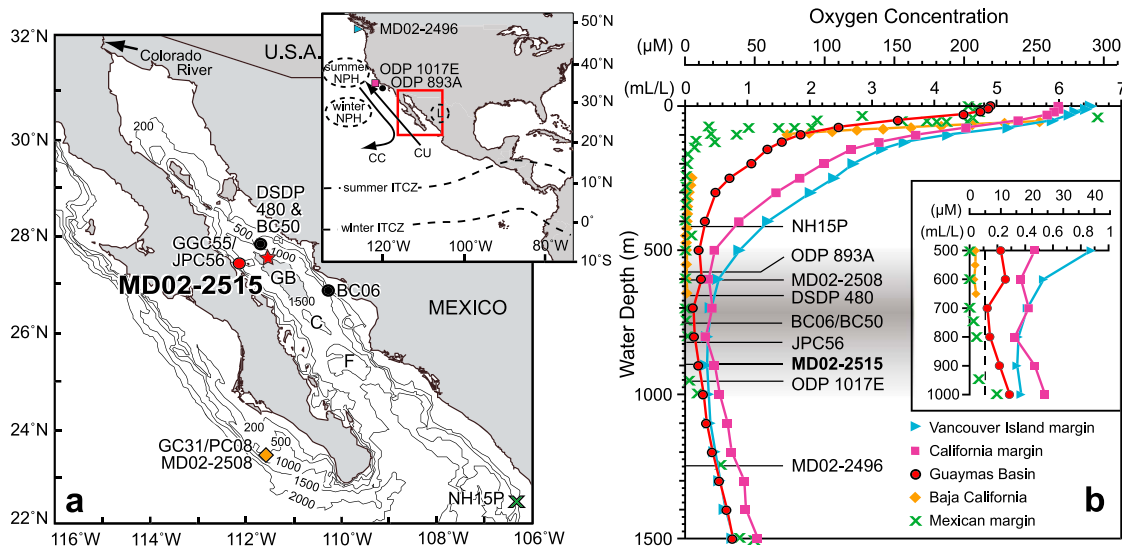 32°N
30°N
28°N
26°N
24°N
22°N
116°W
114°W
112°W
110°W
108°W
106°W
U.S.A.
Colorado
River
200
DSDP
480 &
BC50
500
1000
GGC55/
JPC56
GB
MD02-2515
1500
BC06
MEXICO
C
F
GC31/PC08
MD02-2508
200
500
1000
1500
2000
NH15P
a
MD02-2496
summer
NPH
ODP 1017E
ODP 893A
winter
NPH
L
CC
CU
summer ITCZ
winter ITCZ
120°W
100°W
80°W
50°N
40°N
30°N
20°N
10°N
0°
10°S
Oxygen Concentration
(µM)
0
50
100
150
200
250
300
(mL/L)
0
1
2
3
4
5
6
7
Water Depth (m)
0
500
1000
1500
NH15P
ODP 893A
MD02-2508
DSDP 480
BC06/BC50
JPC56
MD02-2515
ODP 1017E
MD02-2496
0
10
20
30
40
(µM)
(mL/L)
0
0.2
0.4
0.6
0.8
1
500
600
700
800
900
1000
Vancouver Island margin
California margin
Guaymas Basin
Baja California
Mexican margin
b